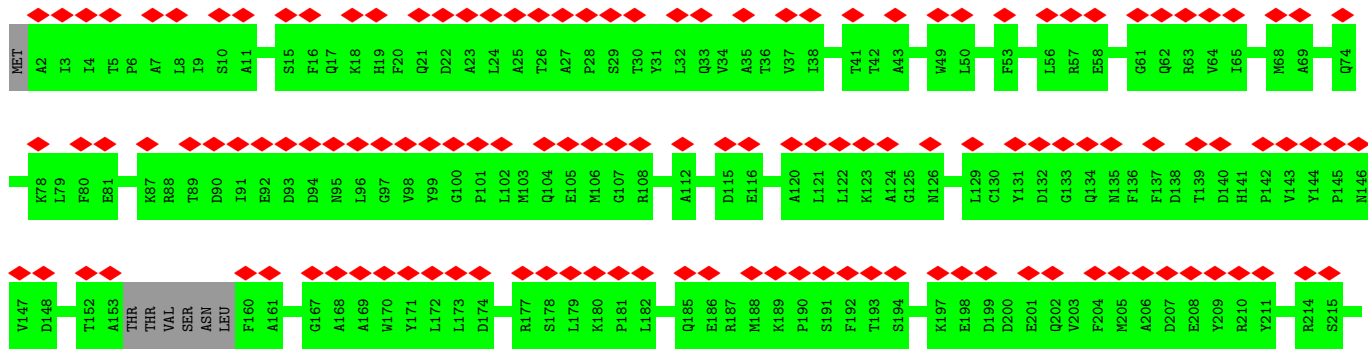 MET A2 I3 I4 T5 P6 A7 L8 I9 S10 A11 S15 F16 Q17 K18 H19 F20 Q21 D22 A23 L24 A25 T26 A27 P28 S29 T30 Y31 L32 Q33 V34 A35 T36 V37 I38 T41 T42 A43 W49 L50 F53 L56 R57 E58 G61 Q62 R63 V64 I65 M68 A69 Q74
K78 L79 F80 E81 K87 R88 T89 D90 I91 E92 D93 D94 N95 L96 G97 V98 Y99 G100 P101 L102 M103 Q104 E105 M106 G107 R108 A112 D115 E116 A120 L121 L122 K123 A124 G125 N126 L129 C130 Y131 D132 G133 Q134 N135 F136 F137 D138 T139 D140 H141 P142 V143 Y144 P145 N146
V147 D148 T152 A153 THR THR VAL SER ASN LEU F160 A161 G167 A168 A169 W170 Y171 L172 L173 D174 R177 S178 L179 K180 P181 L182 Q185 E186 R187 M188 K189 P190 S191 F192 T193 S194 K197 E198 D199 D200 E201 Q202 V203 F204 M205 A206 D207 E208 Y209 R210 Y211 R214 S215